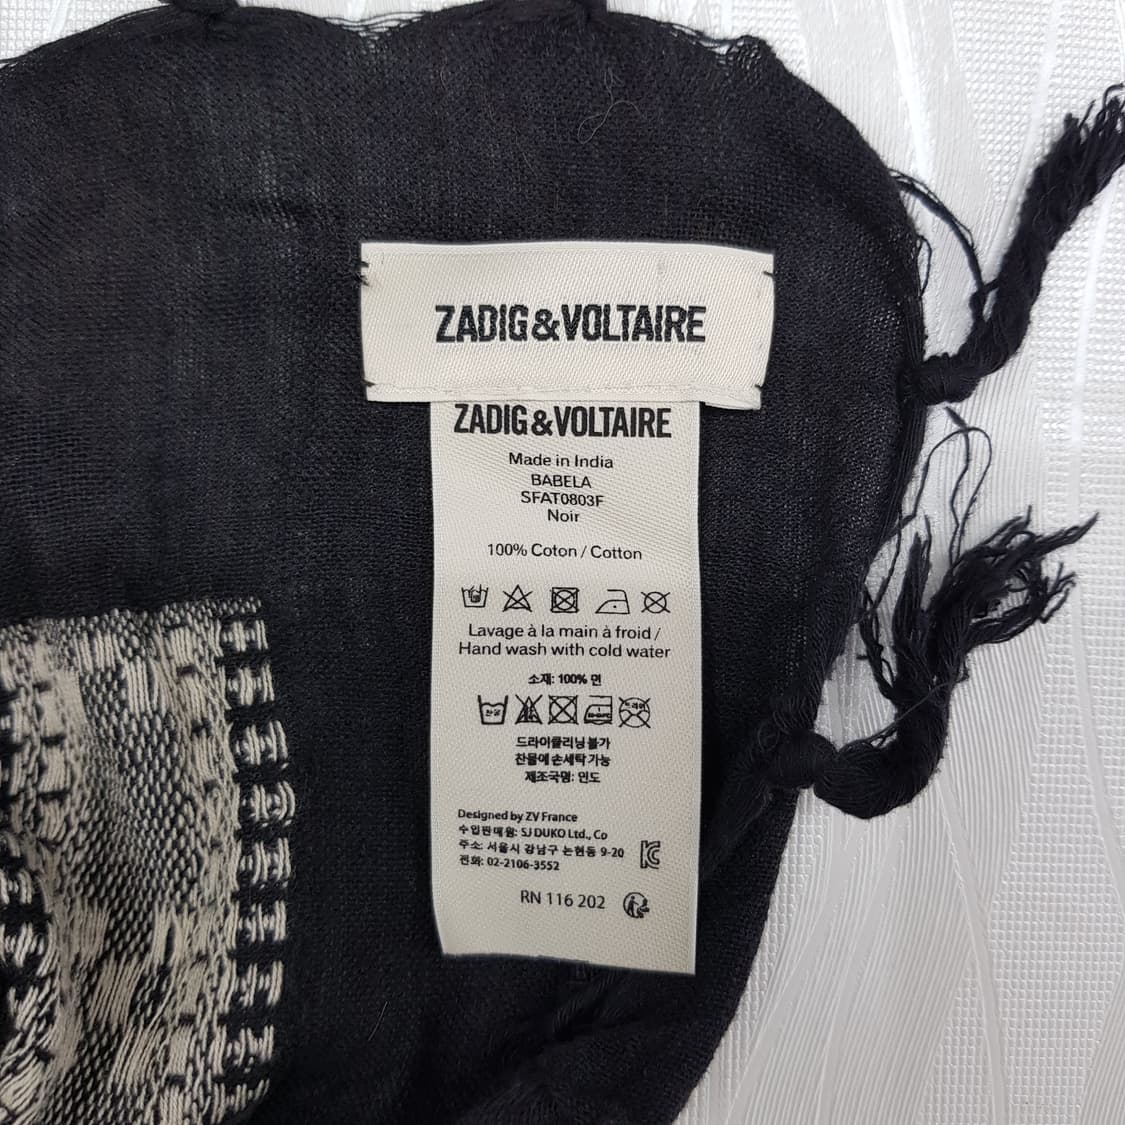 ZADIG&VOLTAIRE
ZADIG&VOLTAIRE
Made in India
BABELA
SFAT0803F
Noir
100% Coton / Cotton
Lavage à la main à froid /
Hand wash with cold water
소재: 100% 면
드라이클리닝불가
찬물에손세탁가능
제조국명: 인도
Designed by ZV France
수입판매원: SJ DUKO Ltd., Co
주소: 서울시 강남구 논현동 9-20
전화: 02-2106-3552
RN 116 202